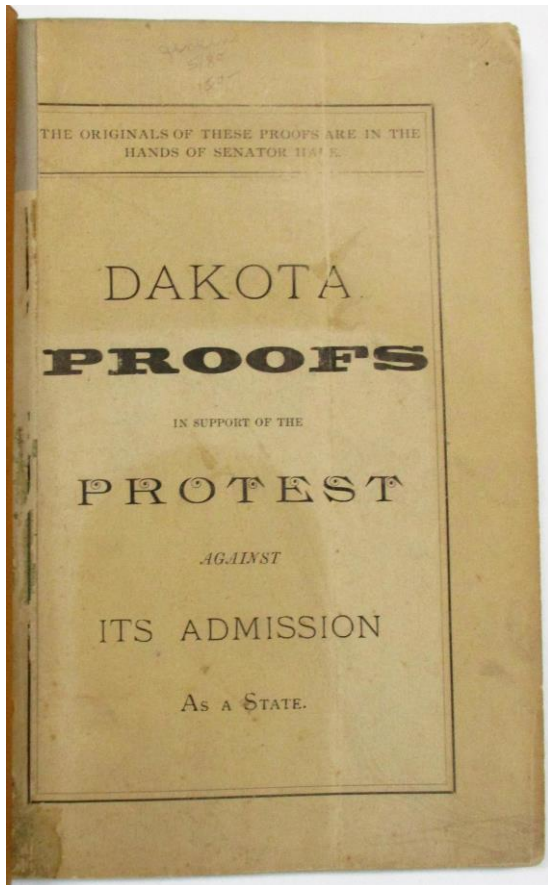 THE ORIGINALS OF THESE PROOFS ARE IN THE
HANDS OF SENATOR HALE.
DAKOTA
PROOFS
IN SUPPORT OF THE
PROTEST
AGAINST
ITS ADMISSION
AS A STATE.